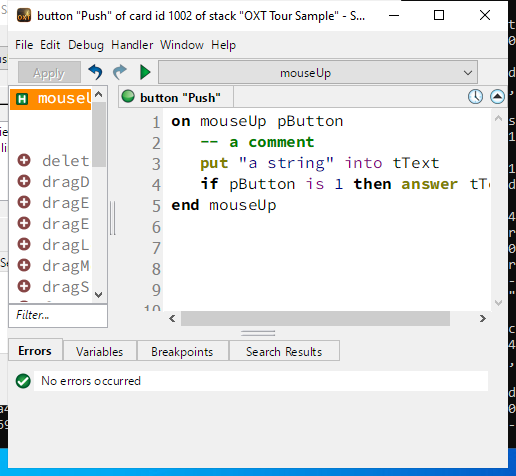 button "Push" of card id 1002 of stack "OXT Tour Sample" - S...
File Edit Debug Handler Window Help
Apply
mouseUp
mouseU
button "Push"
delet
dragD
dragE
dragE
dragL
dragM
dragS
Filter...
1 on mouseUp pButton
2 -- a comment
3 put "a string" into tText
4 if pButton is 1 then answer tTe
5 end mouseUp
6
7
8
9
10
Errors Variables Breakpoints Search Results
No errors occurred